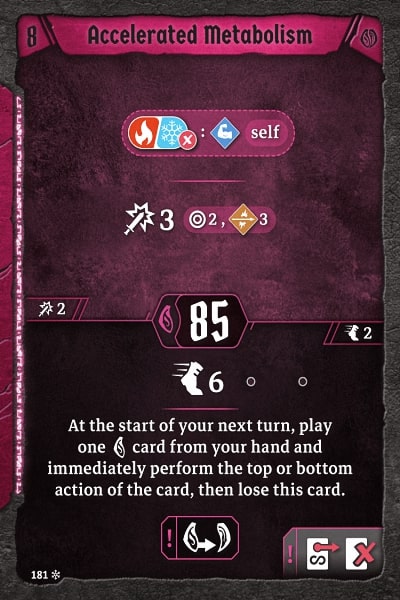 8 Accelerated Metabolism
: self
3 2 , 3
2
85
2
6
At the start of your next turn, play
one card from your hand and
immediately perform the top or bottom
action of the card, then lose this card.
! !
181